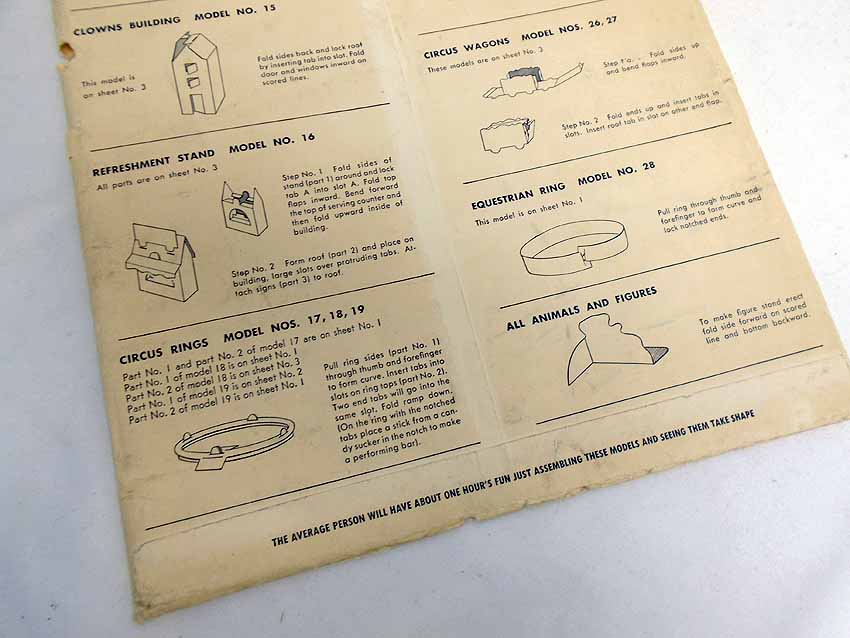 CLOWNS BUILDING MODEL NO. 15
This model is
on sheet No. 3
Fold sides back and lock roof
by inserting tab into slot. Fold
door and windows inward on
scored lines.
REFRESHMENT STAND MODEL NO. 16
All parts are on sheet No. 3
Step No. 1 Fold sides of
stand (part 1) around and lock
tab A into slot A. Fold top
flaps inward. Bend forward
the top of serving counter and
then fold upward inside of
building.
Step No. 2 Form roof (part 2) and place on
building, large slots over protruding tabs. At-
tach signs (part 3) to roof.
CIRCUS RINGS MODEL NOS. 17, 18, 19
Part No. 1 and part No. 2 of model 17 are on sheet No. 1
Part No. 1 of model 18 is on sheet No. 1
Part No. 2 of model 18 is on sheet No. 3
Part No. 1 of model 19 is on sheet No. 2
Part No. 2 of model 19 is on sheet No. 1
Pull ring sides (part No. 1)
through thumb and forefinger
to form curve. Insert tabs into
slots on ring tops (part No. 2).
Two end tabs will go into the
same slot. Fold ramp down.
(On the ring with the notched
tabs place a stick from a can-
dy sucker in the notch to make
a performing bar).
CIRCUS WAGONS MODEL NOS. 26, 27
These models are on sheet No. 3
Step Fold sides up
and bend flaps inward.
Step No. 2 Fold ends up and insert tabs in
slots. Insert roof tab in slot on other end flap.
EQUESTRIAN RING MODEL NO. 28
This model is on sheet No. 1
Pull ring through thumb and
forefinger to form curve and
lock notched ends.
ALL ANIMALS AND FIGURES
To make figure stand erect
fold side forward on scored
line and bottom backward.
THE AVERAGE PERSON WILL HAVE ABOUT ONE HOUR'S FUN JUST ASSEMBLING THESE MODELS AND SEEING THEM TAKE SHAPE